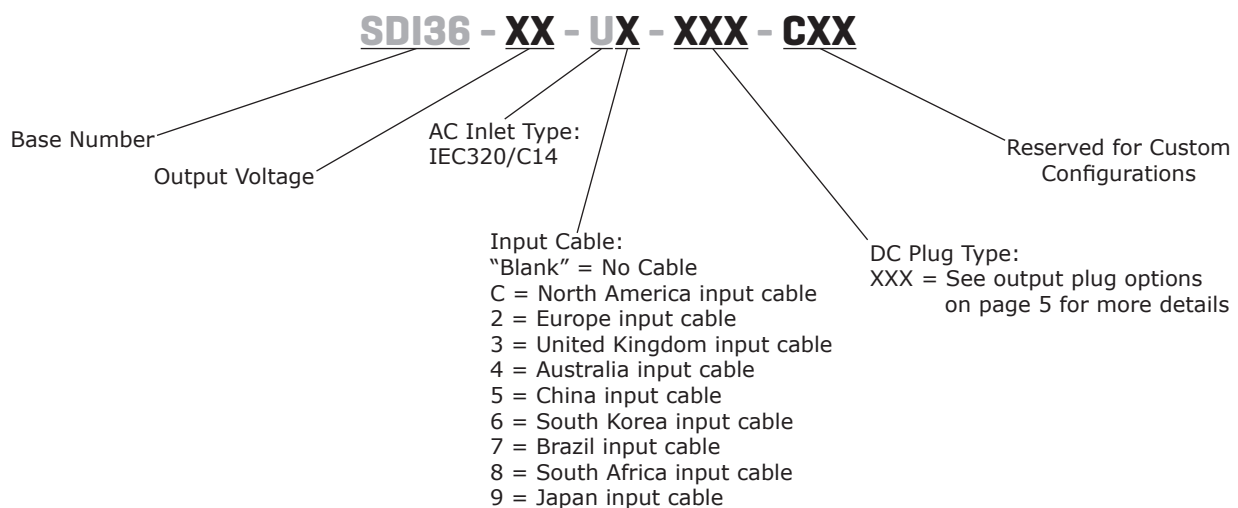 SDI36 - XX - UX - XXX - CXX
Base Number
Output Voltage
AC Inlet Type:
IEC320/C14
Input Cable:
“Blank” = No Cable
C = North America input cable
2 = Europe input cable
3 = United Kingdom input cable
4 = Australia input cable
5 = China input cable
6 = South Korea input cable
7 = Brazil input cable
8 = South Africa input cable
9 = Japan input cable
DC Plug Type:
XXX = See output plug options
on page 5 for more details
Reserved for Custom
Configurations